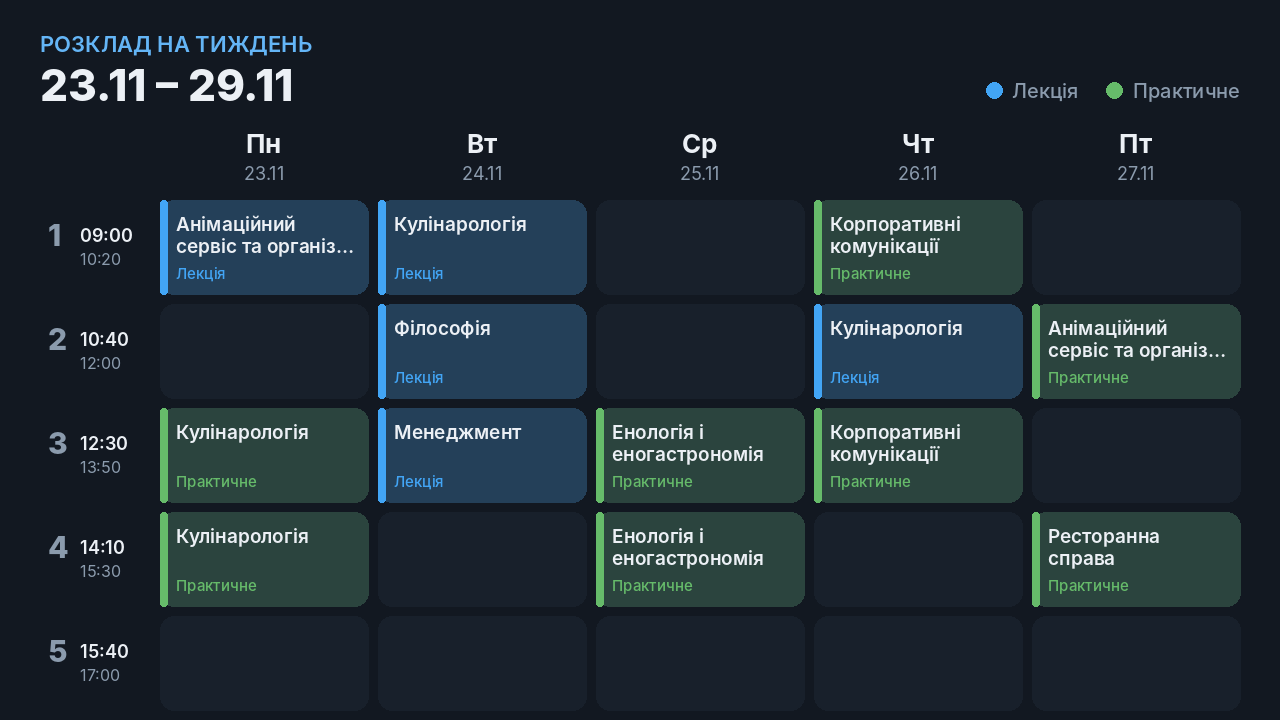 РОЗКЛАД НА ТИЖДЕНЬ
23.11 – 29.11
Лекція
Практичне
Пн
23.11
Вт
24.11
Ср
25.11
Чт
26.11
Пт
27.11
1
09:00
10:20
Анімаційний
сервіс та організ…
Лекція
Кулінарологія
Лекція
Корпоративні
комунікації
Практичне
2
10:40
12:00
Філософія
Лекція
Кулінарологія
Лекція
Анімаційний
сервіс та організ…
Практичне
3
12:30
13:50
Кулінарологія
Практичне
Менеджмент
Лекція
Енологія і
еногастрономія
Практичне
Корпоративні
комунікації
Практичне
4
14:10
15:30
Кулінарологія
Практичне
Енологія і
еногастрономія
Практичне
Ресторанна
справа
Практичне
5
15:40
17:00